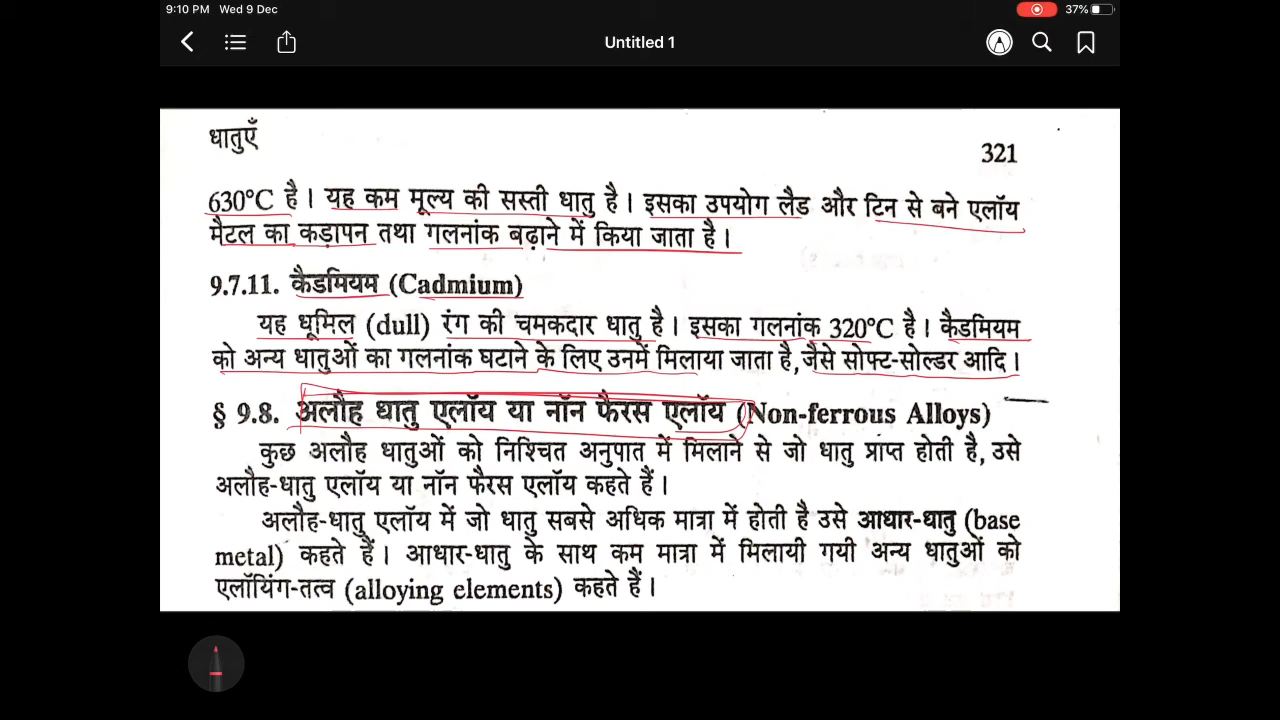 9:10 PM Wed 9 Dec
37%
Untitled 1
धातुएँ
321
630°C है। यह कम मूल्य की सस्ती धातु है। इसका उपयोग लैड और टिन से बने एलॉय
मैटल का कड़ापन तथा गलनांक बढ़ाने में किया जाता है।
9.7.11. कैडमियम (Cadmium)
यह धूमिल (dull) रंग की चमकदार धातु है। इसका गलनांक 320°C है। कैडमियम
को अन्य धातुओं का गलनांक घटाने के लिए उनमें मिलाया जाता है, जैसे सोफ्ट-सोल्डर आदि।
§ 9.8. अलौह धातु एलॉय या नॉन फैरस एलॉय (Non-ferrous Alloys)
कुछ अलौह धातुओं को निश्चित अनुपात में मिलाने से जो धातु प्राप्त होती है, उसे
अलौह-धातु एलॉय या नॉन फैरस एलॉय कहते हैं।
अलौह-धातु एलॉय में जो धातु सबसे अधिक मात्रा में होती है उसे आधार-धातु (base
metal) कहते हैं। आधार-धातु के साथ कम मात्रा में मिलायी गयी अन्य धातुओं को
एलॉयिंग-तत्व (alloying elements) कहते हैं।